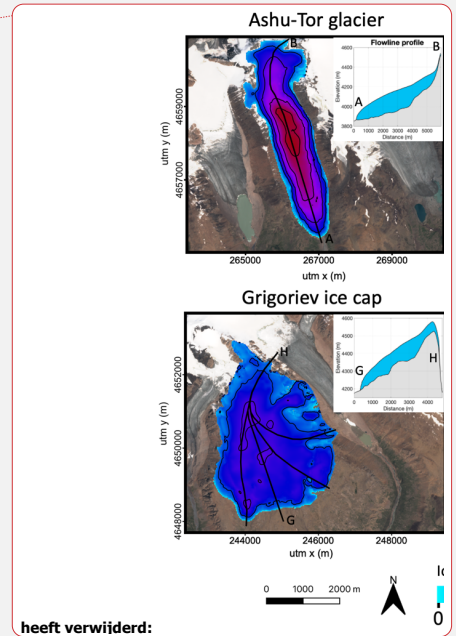 Ashu-Tor glacier
Flowline profile
B
B
A
A
Elevation (m)
4600
4400
4200
4000
3800
0 1000 2000 3000 4000 5000
Distance (m)
utm y (m)
4659000
4657000
265000 267000 269000
utm x (m)
Grigoriev ice cap
H
G
H
G
Elevation (m)
4600
4400
4200
0 1000 2000 3000 4000
Distance (m)
utm y (m)
4652000
4650000
4648000
244000 246000 248000
utm x (m)
0 1000 2000 m
N
0
heeft verwijderd: